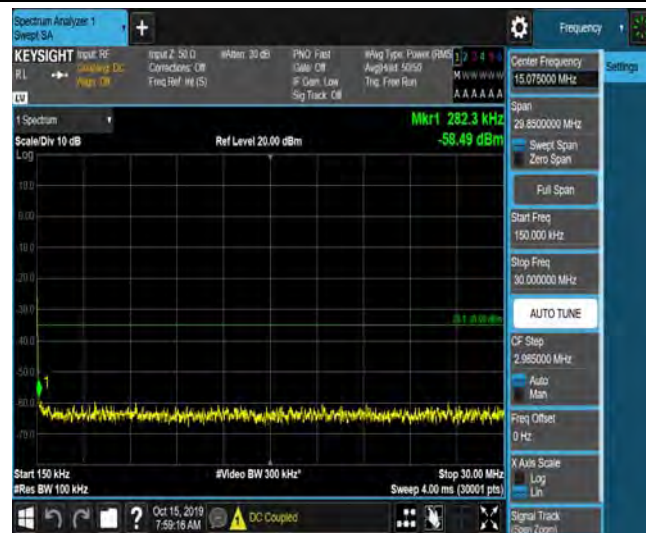 Spectrum Analyzer 1
Swept SA
+
Frequency
KEYSIGHT
Input: RF
Coupling: DC
Align: Off
Input Z: 50 Ω
Corrections: Off
Freq Ref: Int (S)
#Atten: 30 dB
PNO: Fast
Gate: Off
IF Gain: Low
Sig Track: Off
#Avg Type: Power (RMS)
Avg|Hold: 50/50
Trig: Free Run
1 2 3 4 5 6
M W W W W W
A A A A A A
RL
LV
1 Spectrum
Scale/Div 10 dB
Log
Ref Level 20.00 dBm
Mkr1 282.3 kHz
-58.49 dBm
10.0
0.00
-10.0
-20.0
-30.0
-40.0
-50.0
-60.0
-70.0
1
Start 150 kHz
#Res BW 100 kHz
#Video BW 300 kHz*
Stop 30.00 MHz
Sweep 4.00 ms (30001 pts)
?
Oct 15, 2019
7:59:16 AM
DC Coupled
Center Frequency
15.075000 MHz
Settings
Span
29.8500000 MHz
Swept Span
Zero Span
Full Span
Start Freq
150.000 kHz
Stop Freq
30.000000 MHz
AUTO TUNE
CF Step
2.985000 MHz
Auto
Man
Freq Offset
0 Hz
X Axis Scale
Log
Lin
Signal Track
(Span Zoom)